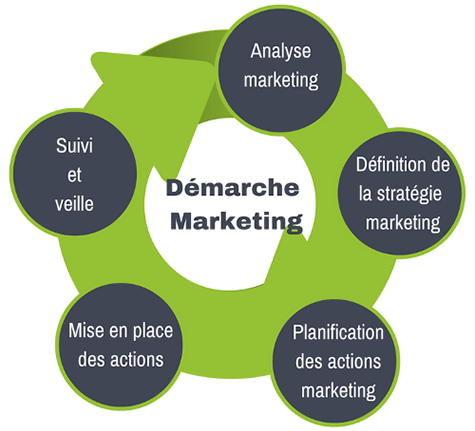 Analyse
marketing
Définition de
la stratégie
marketing
Planification
des actions
marketing
Mise en place
des actions
Suivi
et
veille
Démarche
Marketing